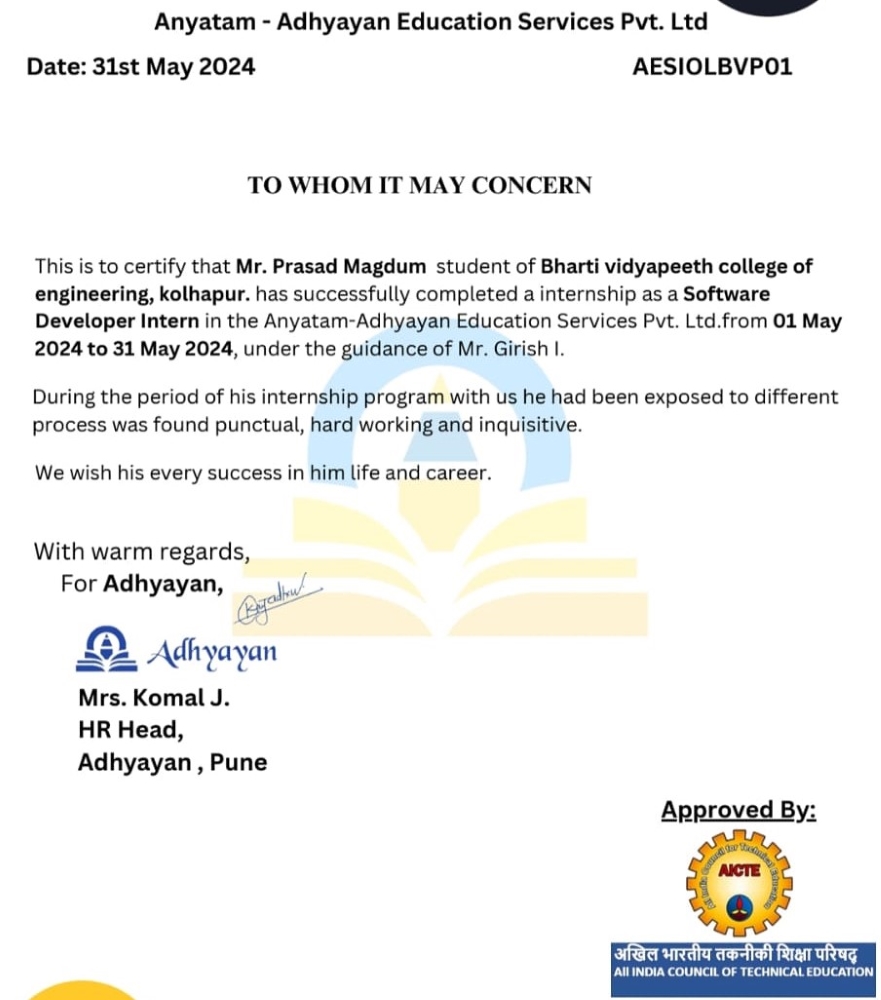 Anyatam - Adhyayan Education Services Pvt. Ltd
Date: 31st May 2024 AESIOLBVP01
TO WHOM IT MAY CONCERN
This is to certify that Mr. Prasad Magdum student of Bharti vidyapeeth college of
engineering, kolhapur. has successfully completed a internship as a Software
Developer Intern in the Anyatam-Adhyayan Education Services Pvt. Ltd.from 01 May
2024 to 31 May 2024, under the guidance of Mr. Girish I.
During the period of his internship program with us he had been exposed to different
process was found punctual, hard working and inquisitive.
We wish his every success in him life and career.
With warm regards,
For Adhyayan,
Adhyayan
Mrs. Komal J.
HR Head,
Adhyayan , Pune
Approved By:
All India Council for Technical Education
AICTE
अखिल भारतीय तकनीकी शिक्षा परिषद्
All INDIA COUNCIL OF TECHNICAL EDUCATION